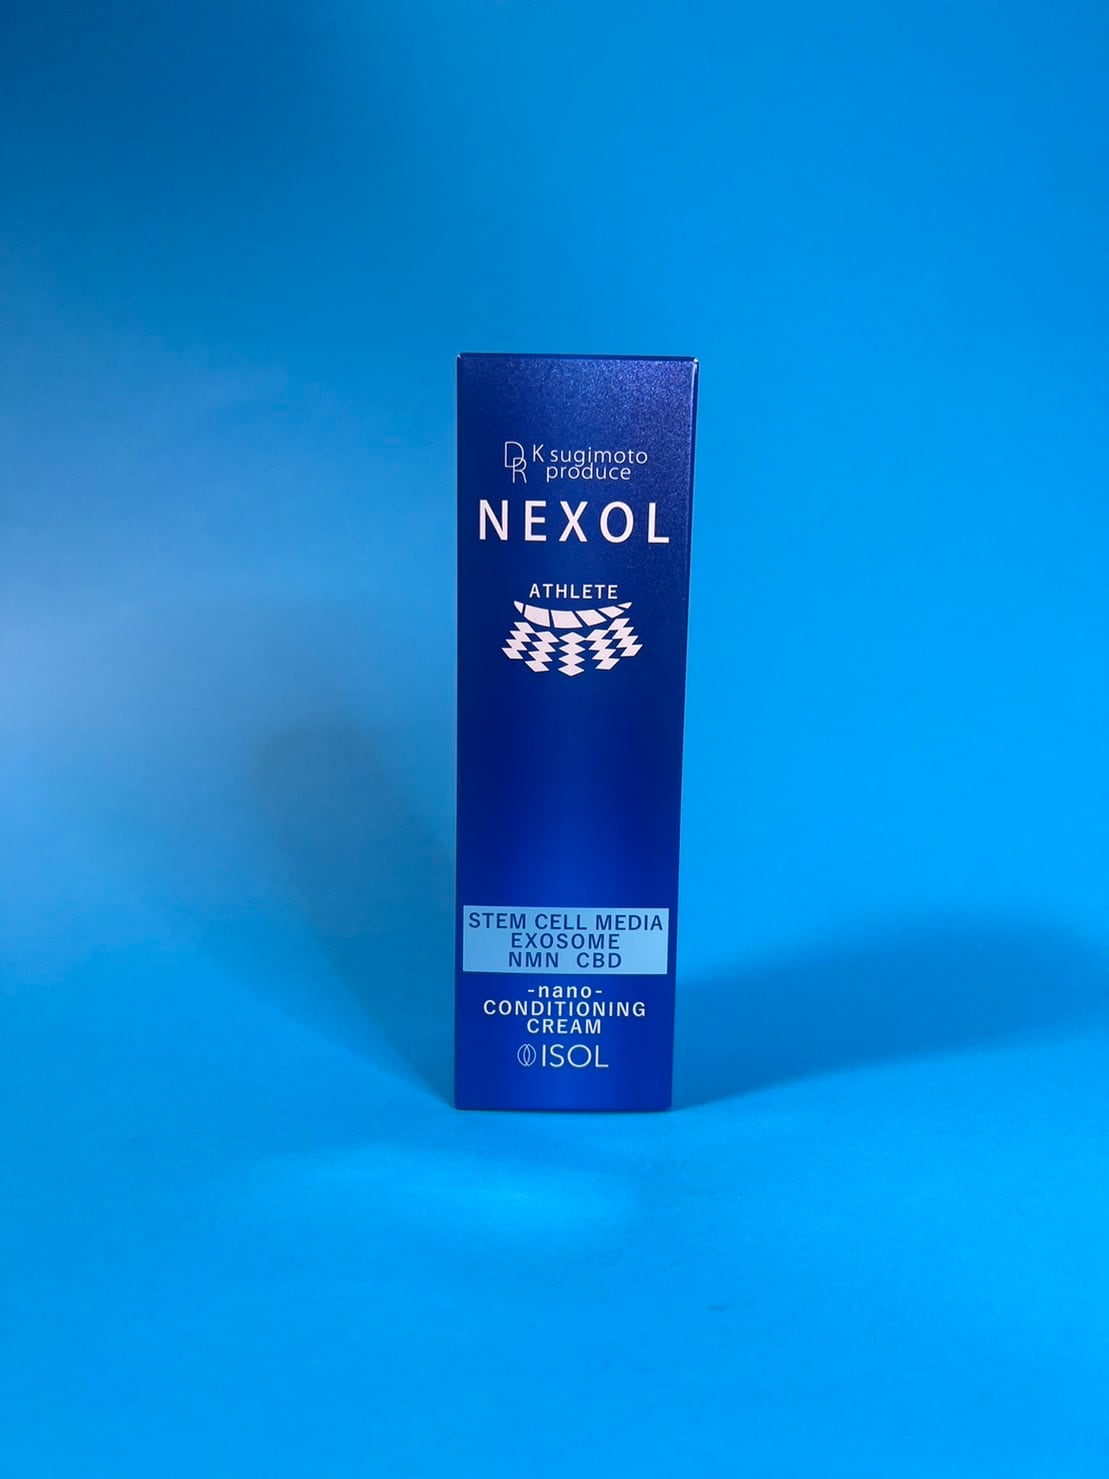 DR K sugimoto
produce
NEXOL
ATHLETE
STEM CELL MEDIA
EXOSOME
NMN CBD
-nano-
CONDITIONING
CREAM
ISOL